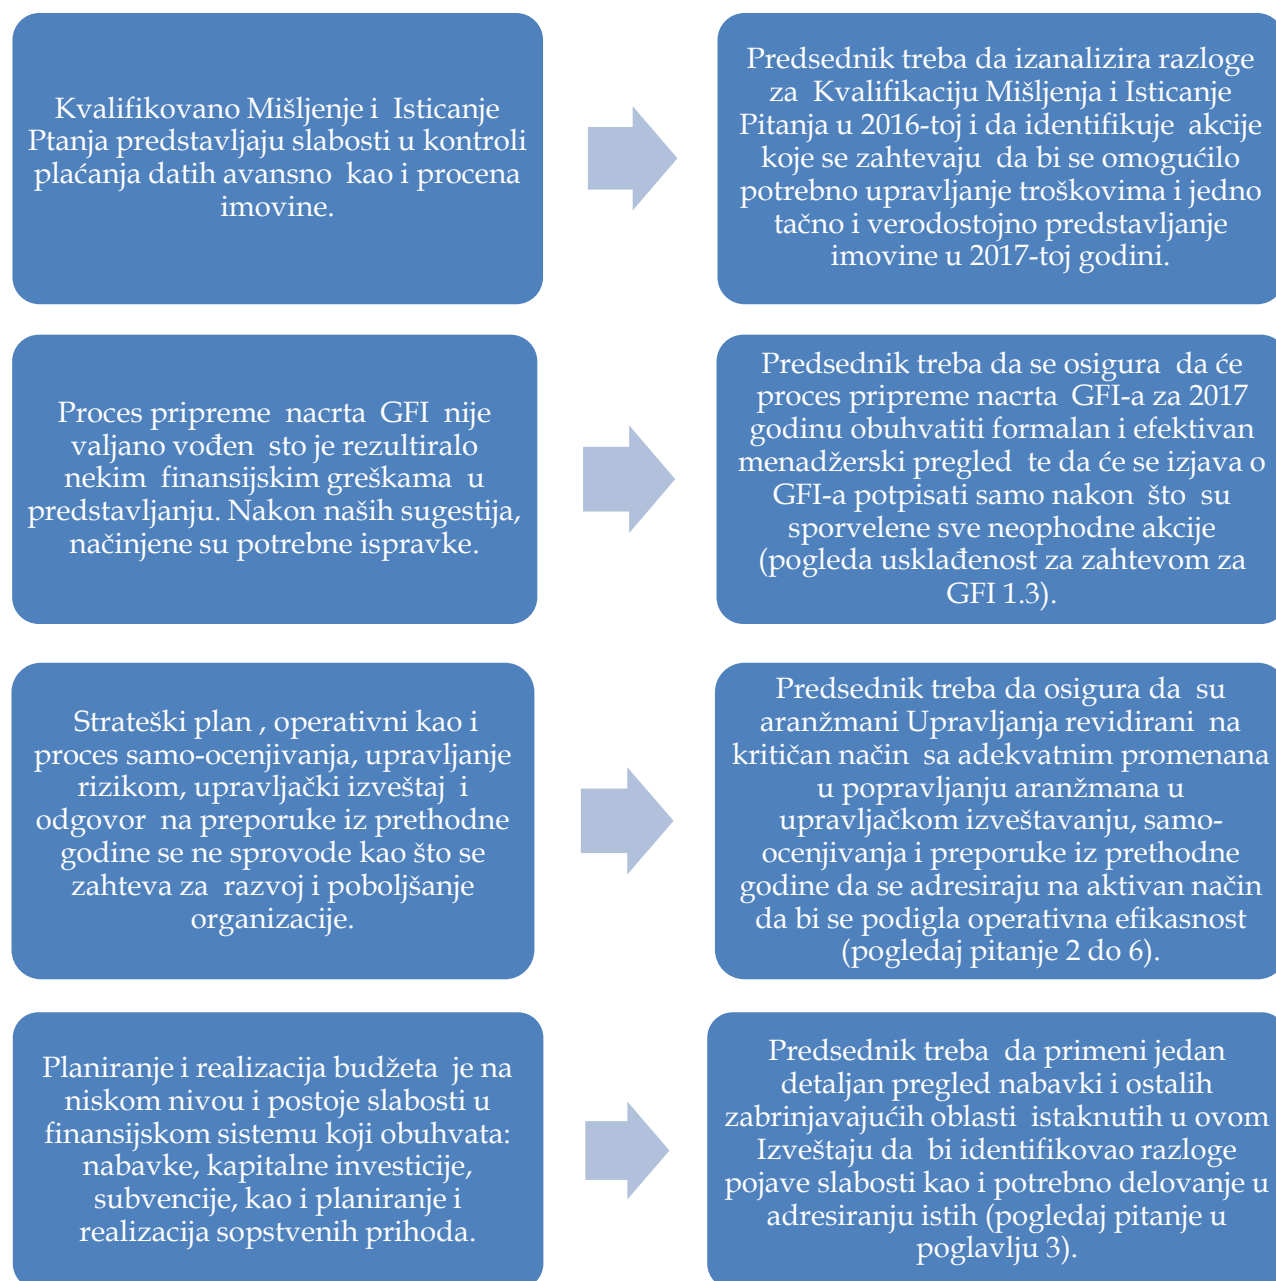 Kvalifikovano Mišljenje i Isticanje
Ptanja predstavljaju slabosti u kontroli
plaćanja datih avansno kao i procena
imovine.
Predsednik treba da izanalizira razloge
za Kvalifikaciju Mišljenja i Isticanje
Pitanja u 2016-toj i da identifikuje akcije
koje se zahtevaju da bi se omogućilo
potrebno upravljanje troškovima i jedno
tačno i verodostojno predstavljanje
imovine u 2017-toj godini.
Proces pripreme nacrta GFI nije
valjano vođen sto je rezultiralo
nekim finansijskim greškama u
predstavljanju. Nakon naših sugestija,
načinjene su potrebne ispravke.
Predsednik treba da se osigura da će
proces pripreme nacrta GFI-a za 2017
godinu obuhvatiti formalan i efektivan
menadžerski pregled te da će se izjava o
GFI-a potpisati samo nakon što su
sporvelene sve neophodne akcije
(pogleda usklađenost za zahtevom za
GFI 1.3).
Strateški plan , operativni kao i
proces samo-ocenjivanja, upravljanje
rizikom, upravljački izveštaj i
odgovor na preporuke iz prethodne
godine se ne sprovode kao što se
zahteva za razvoj i poboljšanje
organizacije.
Predsednik treba da osigura da su
aranžmani Upravljanja revidirani na
kritičan način sa adekvatnim promenana
u popravljanju aranžmana u
upravljačkom izveštavanju, samo-
ocenjivanja i preporuke iz prethodne
godine da se adresiraju na aktivan način
da bi se podigla operativna efikasnost
(pogledaj pitanje 2 do 6).
Planiranje i realizacija budžeta je na
niskom nivou i postoje slabosti u
finansijskom sistemu koji obuhvata:
nabavke, kapitalne investicije,
subvencije, kao i planiranje i
realizacija sopstvenih prihoda.
Predsednik treba da primeni jedan
detaljan pregled nabavki i ostalih
zabrinjavajućih oblasti istaknutih u ovom
Izveštaju da bi identifikovao razloge
pojave slabosti kao i potrebno delovanje u
adresiranju istih (pogledaj pitanje u
poglavlju 3).